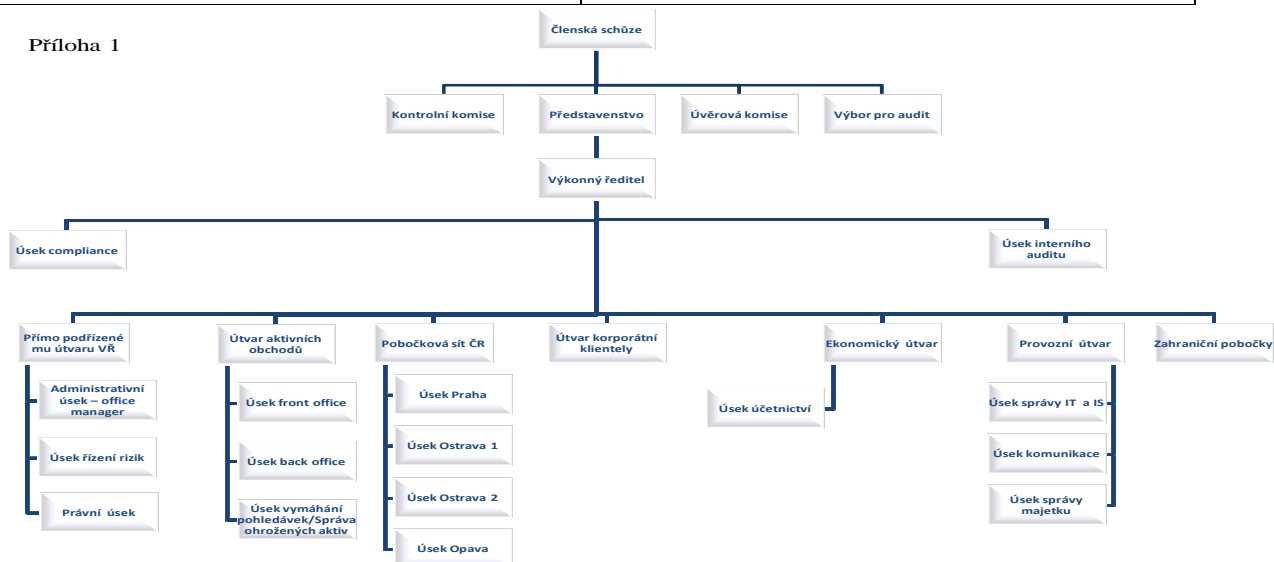 Příloha 1
Členská schůze
Kontrolní komise
Představenstvo
Úvěrová komise
Výbor pro audit
Výkonný ředitel
Úsek compliance
Úsek interního
auditu
Přímo podřízené
mu útvaru VŘ
Útvar aktivních
obchodů
Pobočková sít ČR
Útvar korporátní
klientely
Ekonomický útvar
Provozní útvar
Zahraniční pobočky
Administrativní
úsek – office
manager
Úsek řízení rizik
Právní úsek
Úsek front office
Úsek back office
Úsek vymáhání
pohledávek/Správa
ohrožených aktiv
Úsek Praha
Úsek Ostrava 1
Úsek Ostrava 2
Úsek Opava
Úsek účetnictví
Úsek správy IT a IS
Úsek komunikace
Úsek správy
majetku